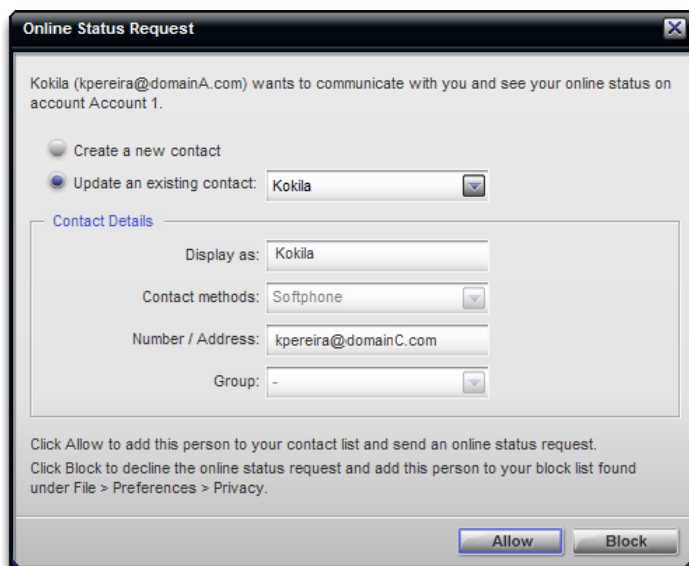 Online Status Request
Kokila (kpereira@domainA.com) wants to communicate with you and see your online status on
account Account 1.
Create a new contact
Update an existing contact: Kokila
Contact Details
Display as: Kokila
Contact methods: Softphone
Number / Address: kpereira@domainC.com
Group: -
Click Allow to add this person to your contact list and send an online status request.
Click Block to decline the online status request and add this person to your block list found
under File > Preferences > Privacy.
Allow Block